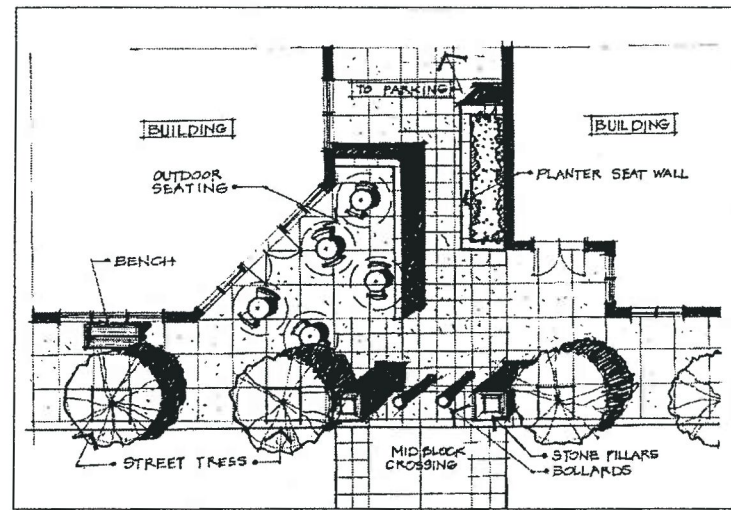 TO PARKING
BUILDING
BUILDING
OUTDOOR
SEATING
PLANTER SEAT WALL
BENCH
MID BLOCK
CROSSING
STREET TRESS
STONE PILLARS
BOLLARDS